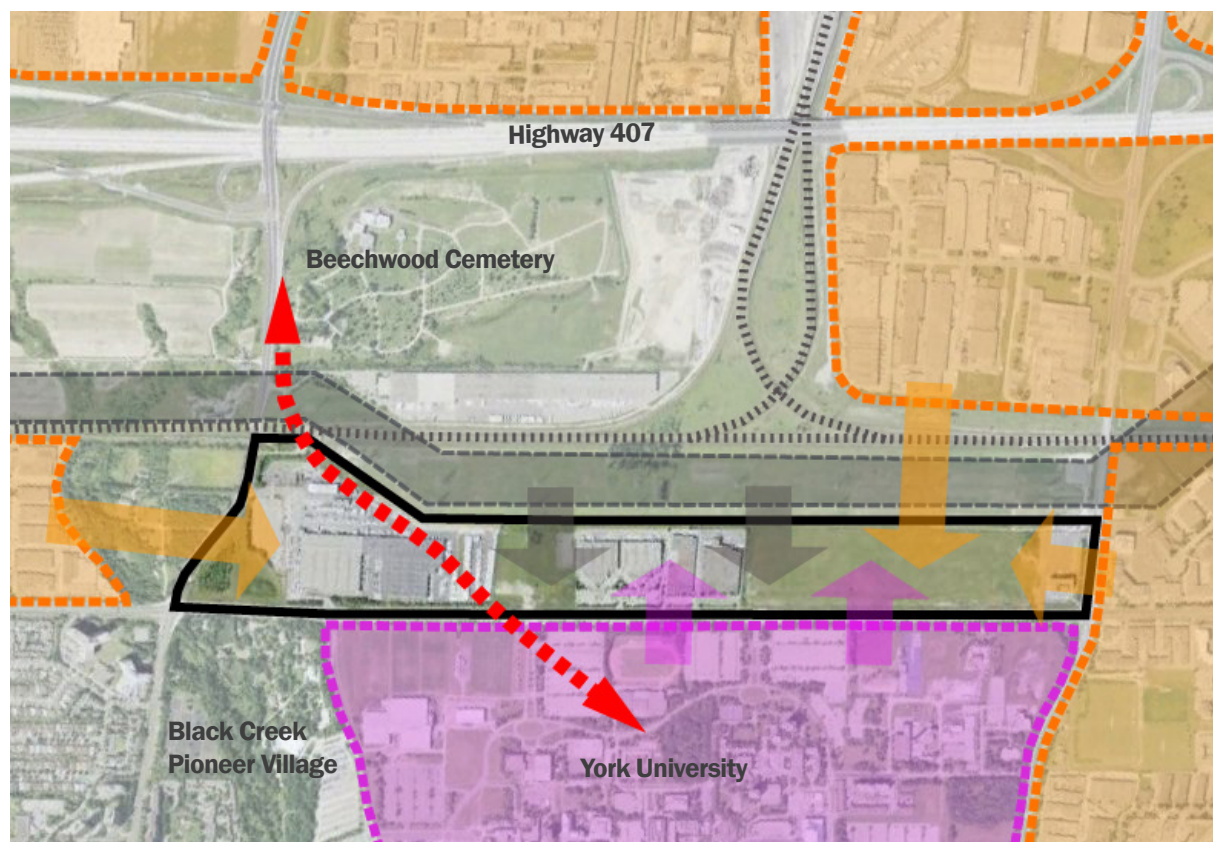 Highway 407
Beechwood Cemetery
Black Creek
Pioneer Village
York University